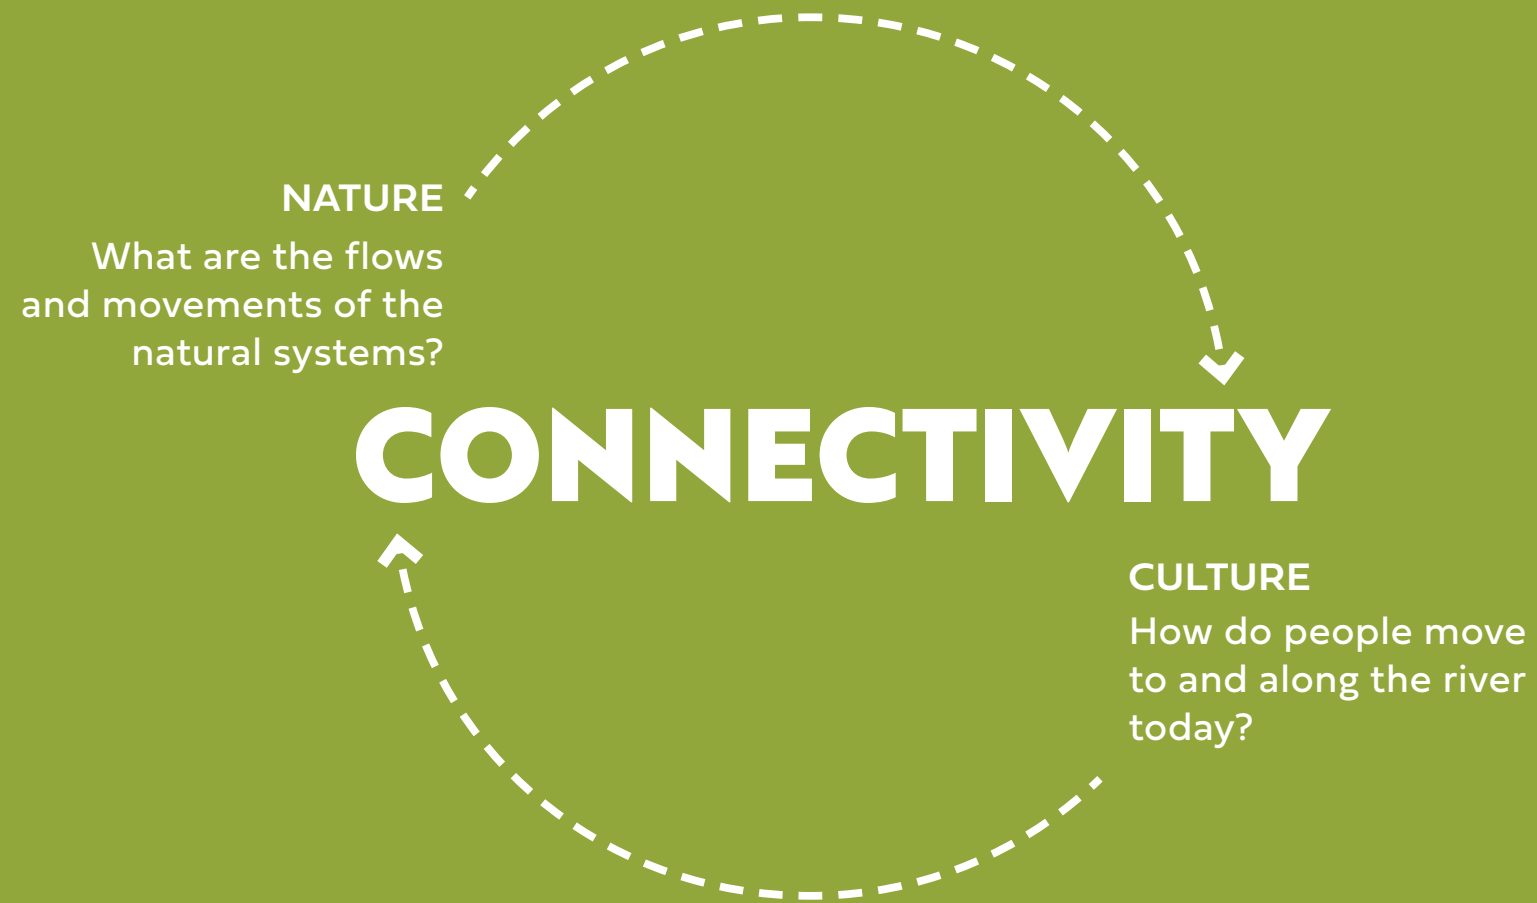 NATURE
What are the flows
and movements of the
natural systems?
CONNECTIVITY
CULTURE
How do people move
to and along the river
today?